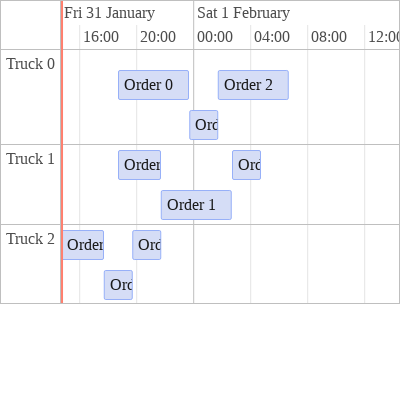 Fri 31 January
Sat 1 February
16:00 20:00 00:00 04:00 08:00 12:00
Truck 0
Order 0
Order 2
Ord
Truck 1
Order
Ord
Order 1
Truck 2
Order
Ord
Ord